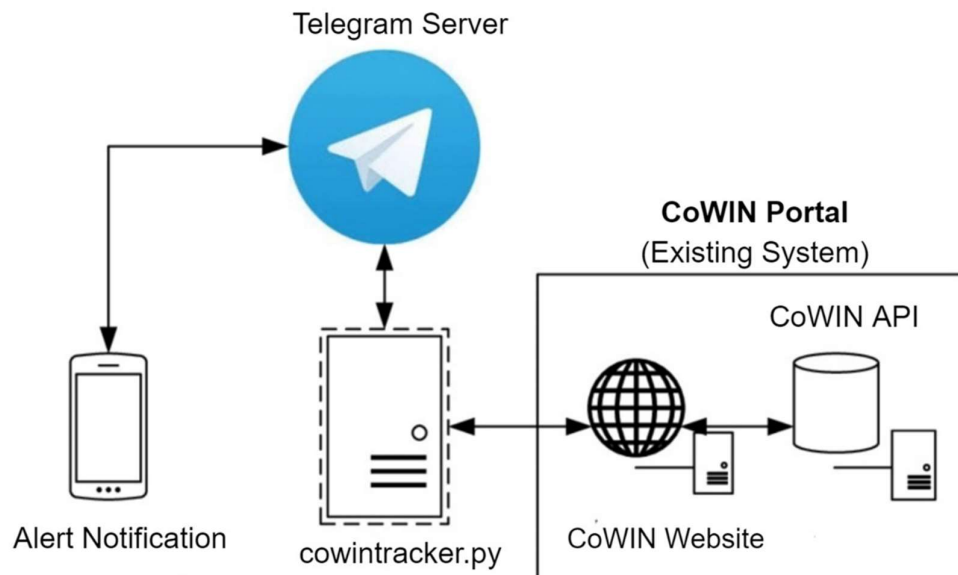 Telegram Server
CoWIN Portal
(Existing System)
CoWIN API
Alert Notification
cowintracker.py
CoWIN Website